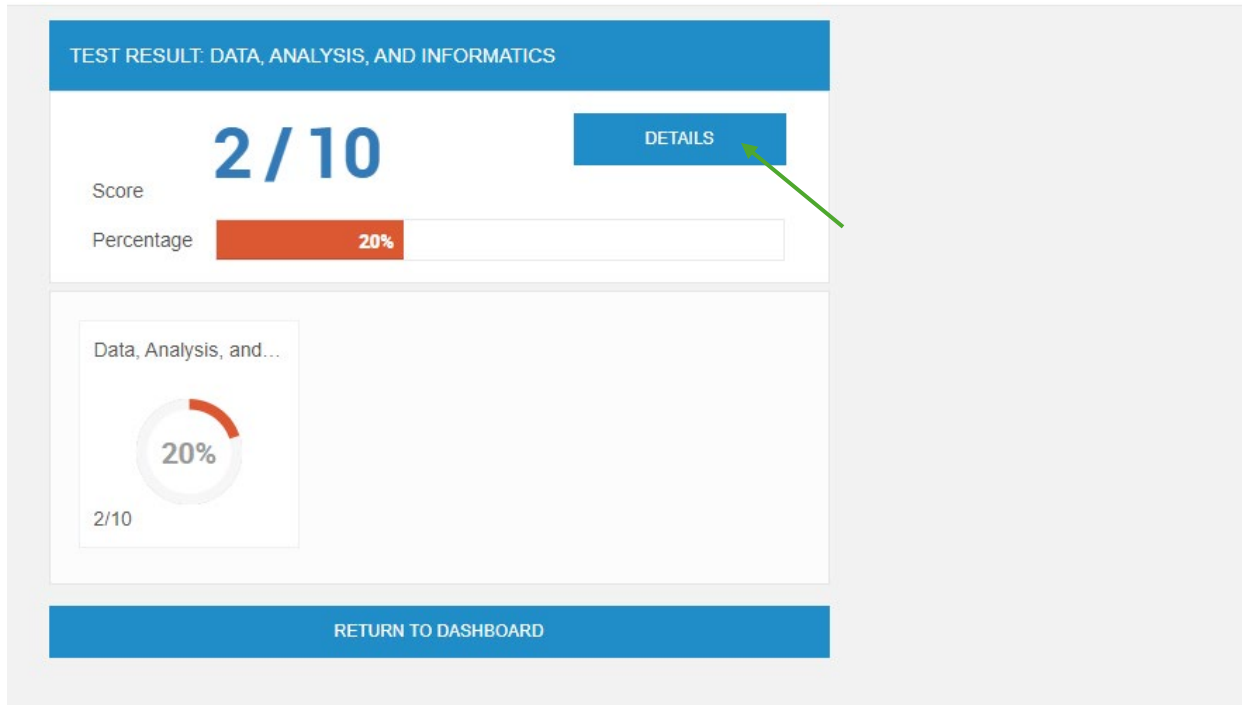 TEST RESULT: DATA, ANALYSIS, AND INFORMATICS
2 / 10
DETAILS
Score
Percentage
20%
Data, Analysis, and...
20%
2/10
RETURN TO DASHBOARD